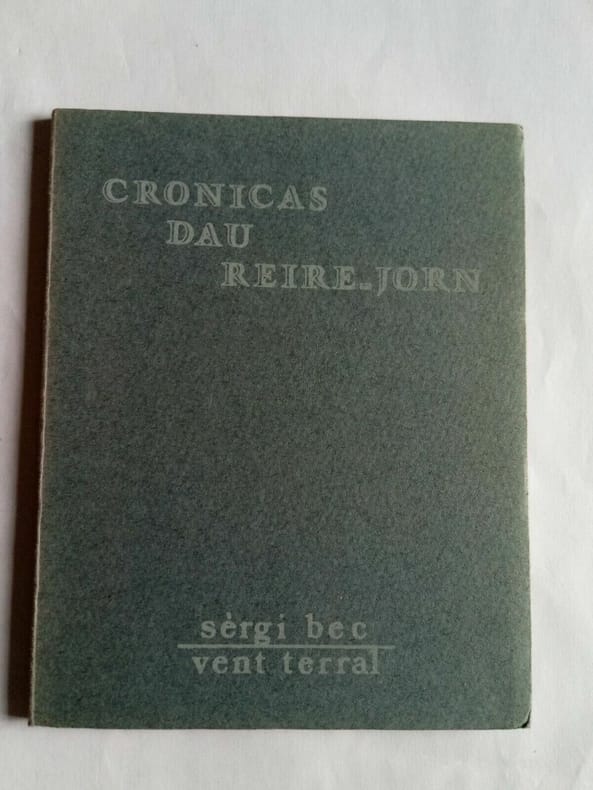 CRONICAS
DAU
REIRE-JORN
sèrgi bec
vent terral